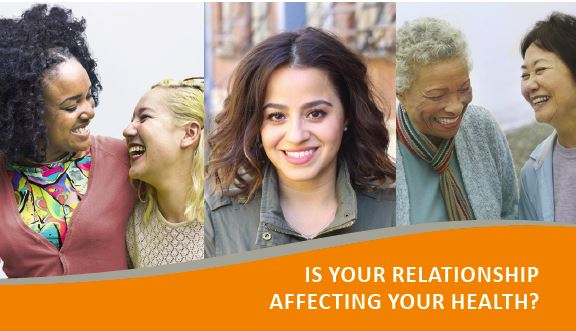 IS YOUR RELATIONSHIP
AFFECTING YOUR HEALTH?